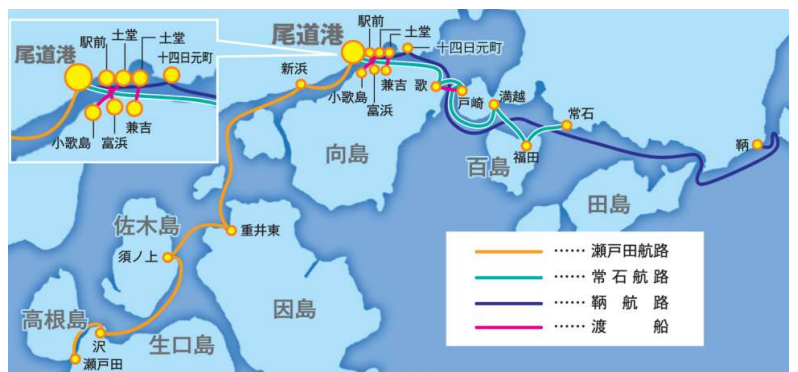 尾道港
駅前
土堂
土堂
十四日元町
小歌島
富浜
兼吉
尾道港
駅前
土堂
十四日元町
新浜
小歌島
富浜
兼吉
歌
戸崎
満越
常石
福田
鞆
向島
百島
田島
佐木島
重井東
須ノ上
因島
高根島
沢
瀬戸田
生口島
……瀬戸田航路
……常石航路
……鞆航路
……渡船